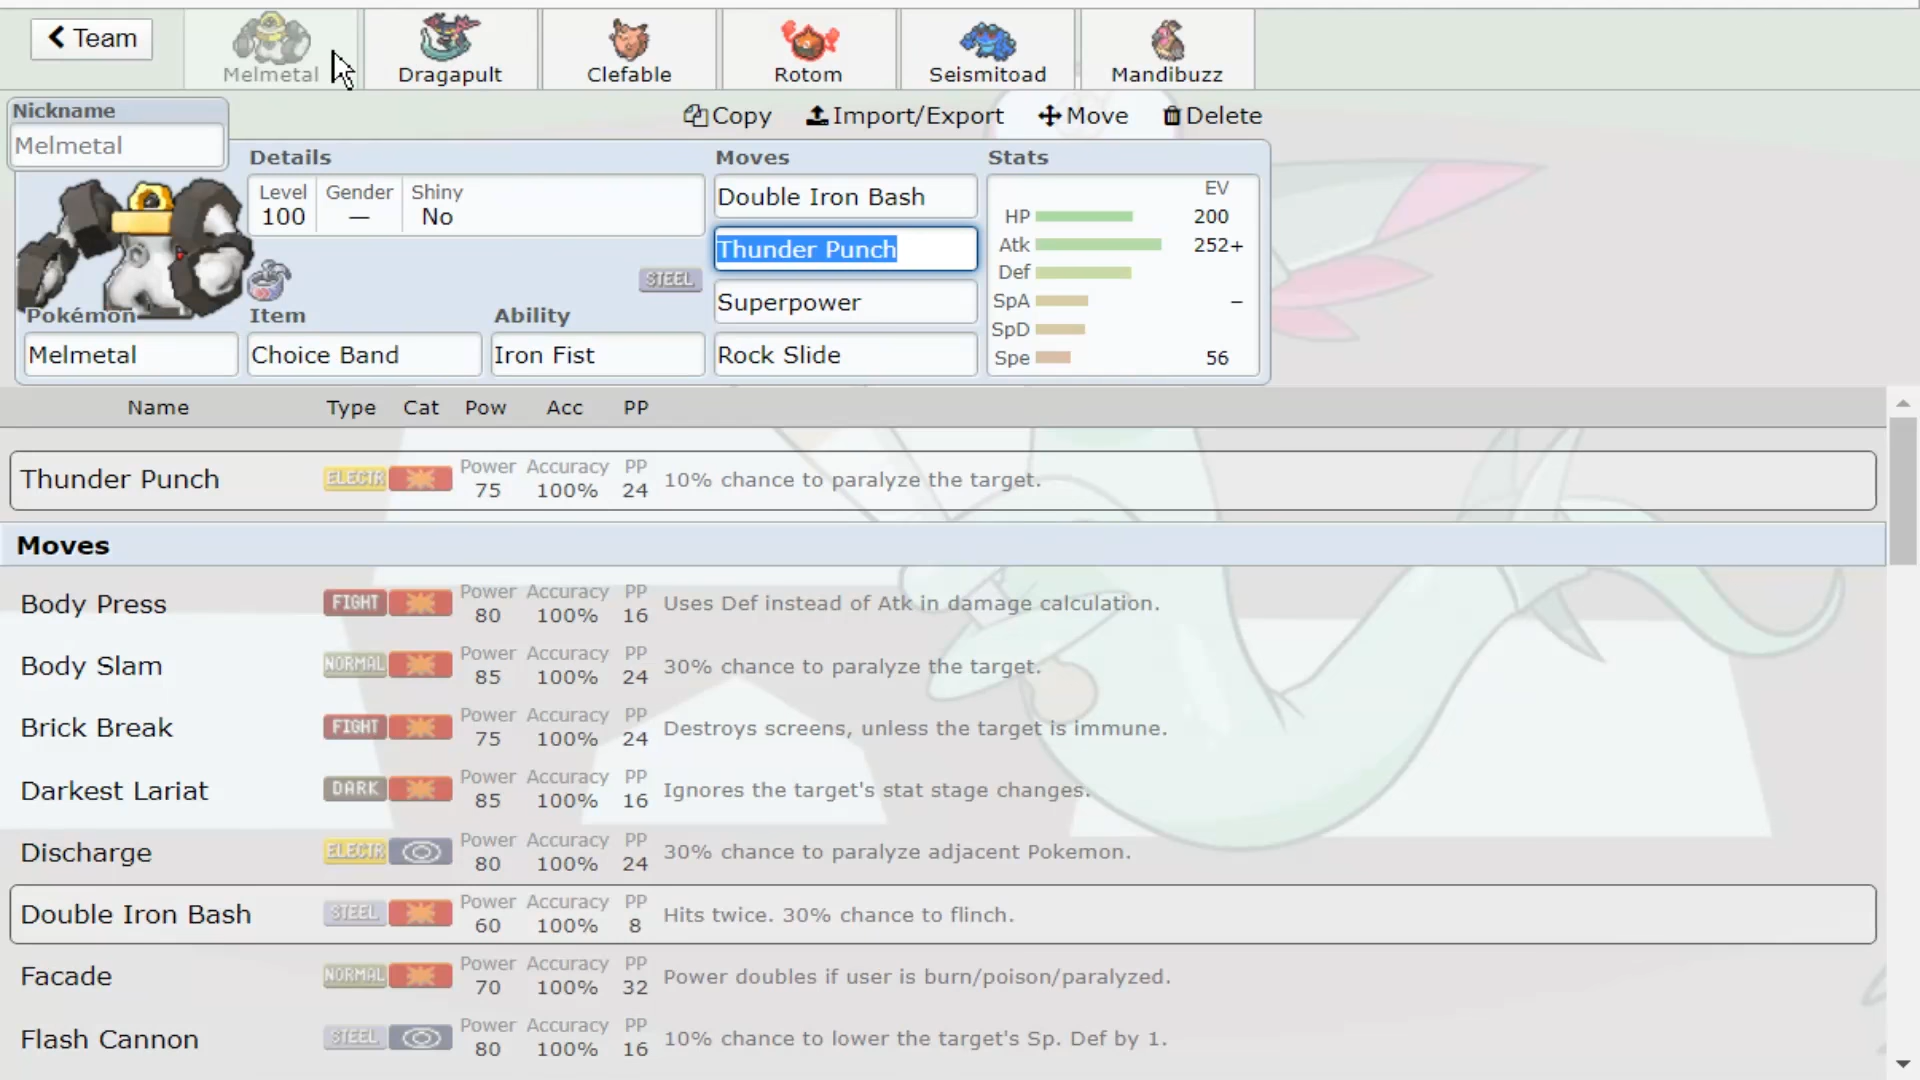 Team
Melmetal
Dragapult
Clefable
Rotom
Seismitoad
Mandibuzz
Nickname
Melmetal
Copy
Import/Export
Move
Delete
Details
Moves
Stats
Level
100
Gender
—
Shiny
No
STEEL
Pokémon
Melmetal
Item
Choice Band
Ability
Iron Fist
Double Iron Bash
Thunder Punch
Superpower
Rock Slide
EV
HP 200
Atk 252+
Def
SpA –
SpD
Spe 56
Name Type Cat Pow Acc PP
Thunder Punch ELECTR Power 75 Accuracy 100% PP 24 10% chance to paralyze the target.
Moves
Body Press FIGHT Power 80 Accuracy 100% PP 16 Uses Def instead of Atk in damage calculation.
Body Slam NORMAL Power 85 Accuracy 100% PP 24 30% chance to paralyze the target.
Brick Break FIGHT Power 75 Accuracy 100% PP 24 Destroys screens, unless the target is immune.
Darkest Lariat DARK Power 85 Accuracy 100% PP 16 Ignores the target's stat stage changes.
Discharge ELECTR Power 80 Accuracy 100% PP 24 30% chance to paralyze adjacent Pokemon.
Double Iron Bash STEEL Power 60 Accuracy 100% PP 8 Hits twice. 30% chance to flinch.
Facade NORMAL Power 70 Accuracy 100% PP 32 Power doubles if user is burn/poison/paralyzed.
Flash Cannon STEEL Power 80 Accuracy 100% PP 16 10% chance to lower the target's Sp. Def by 1.